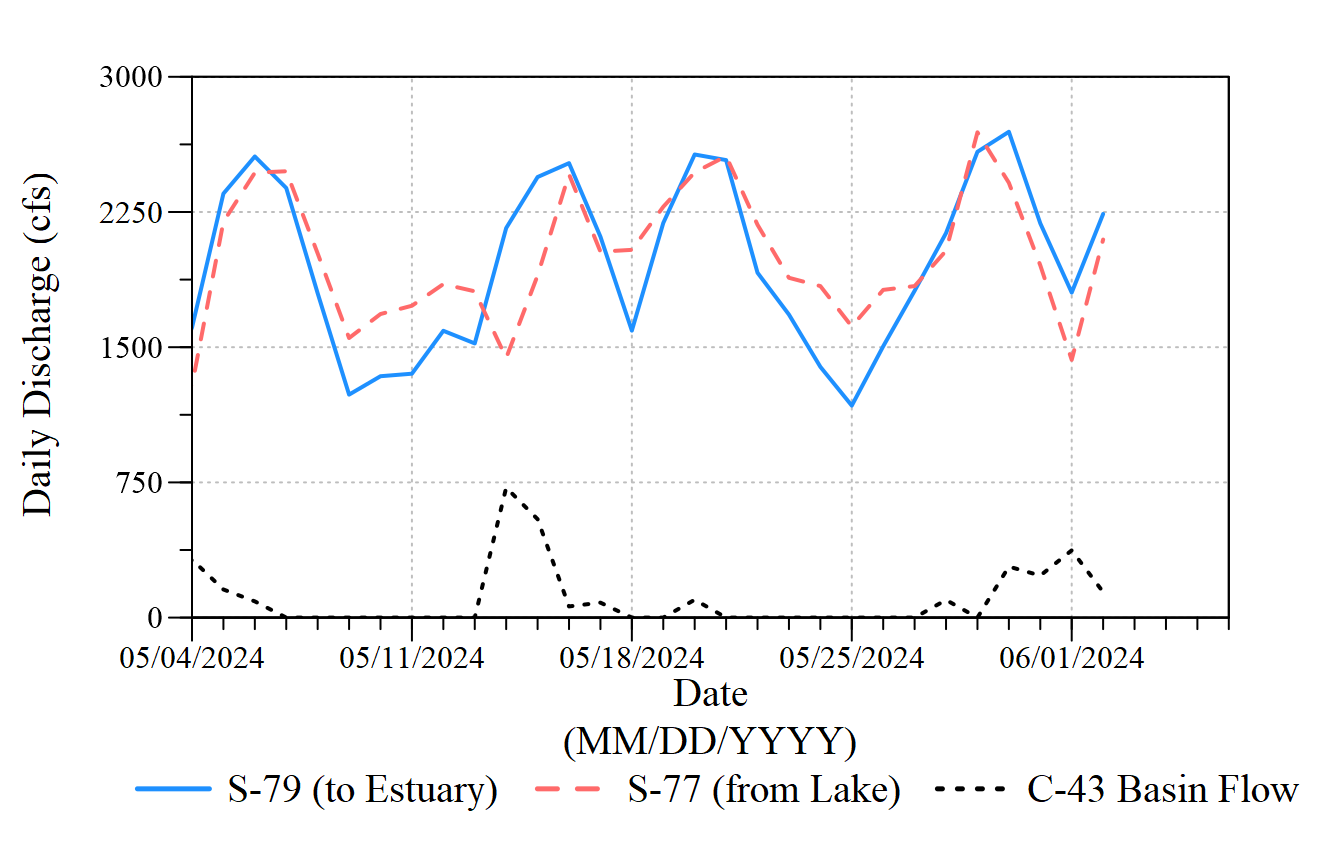 3000
2250
1500
750
0
Daily Discharge (cfs)
05/04/2024 05/11/2024 05/18/2024 05/25/2024 06/01/2024
Date
(MM/DD/YYYY)
S-79 (to Estuary) S-77 (from Lake) C-43 Basin Flow